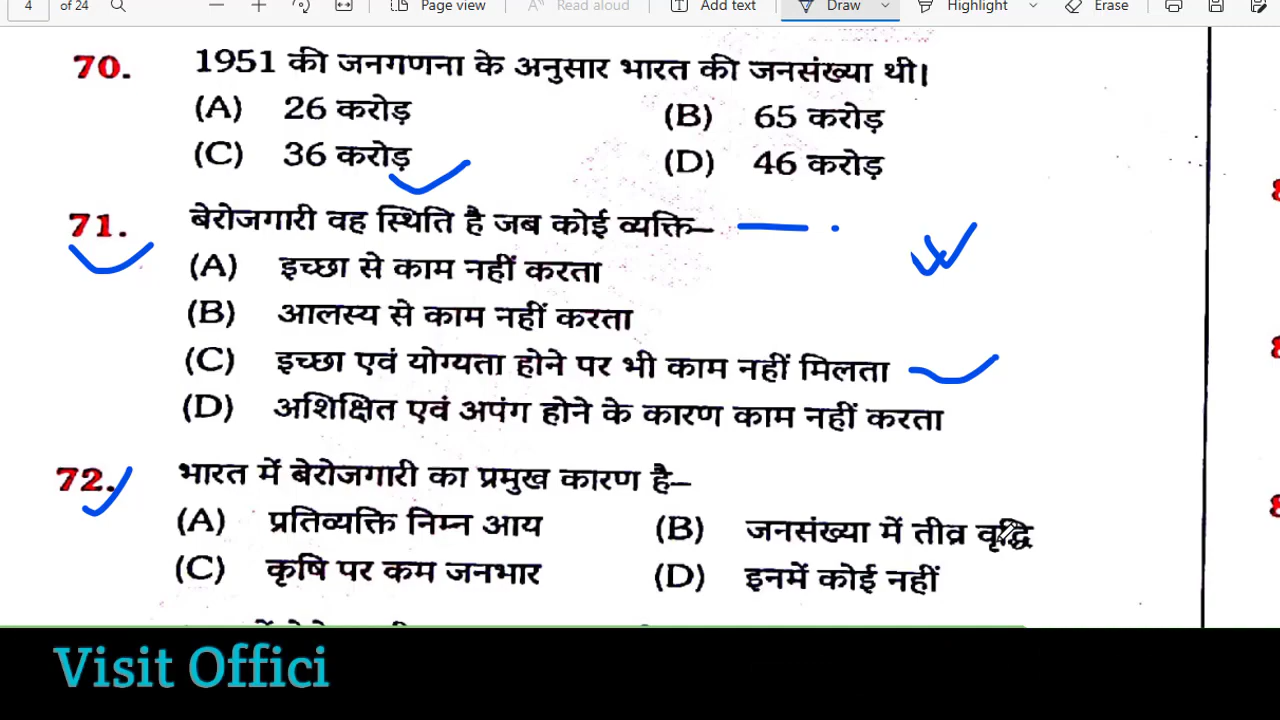 4 of 24 Page view Read aloud Add text Draw Highlight Erase
70. 1951 की जनगणना के अनुसार भारत की जनसंख्या थी।
(A) 26 करोड़ (B) 65 करोड़
(C) 36 करोड़ (D) 46 करोड़
71. बेरोजगारी वह स्थिति है जब कोई व्यक्ति–
(A) इच्छा से काम नहीं करता
(B) आलस्य से काम नहीं करता
(C) इच्छा एवं योग्यता होने पर भी काम नहीं मिलता
(D) अशिक्षित एवं अपंग होने के कारण काम नहीं करता
72. भारत में बेरोजगारी का प्रमुख कारण है–
(A) प्रतिव्यक्ति निम्न आय (B) जनसंख्या में तीव्र वृद्धि
(C) कृषि पर कम जनभार (D) इनमें कोई नहीं
Visit Offici